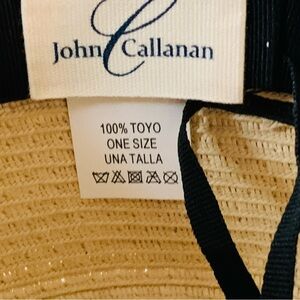 John Callanan
100% TOYO
ONE SIZE
UNA TALLA